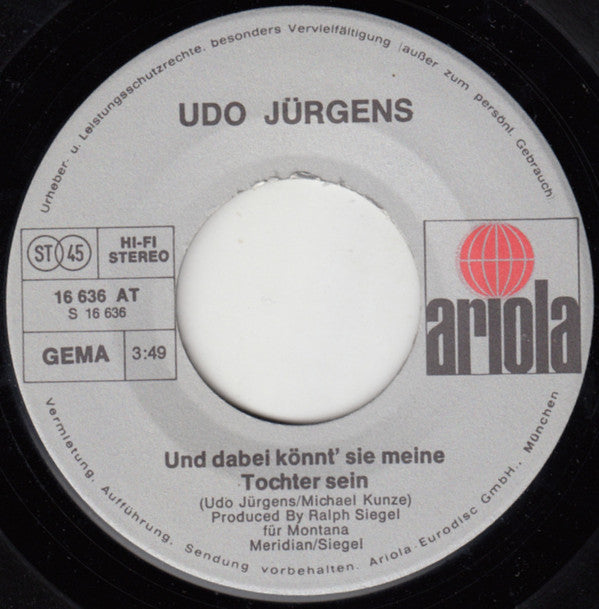 Urheber- u. Leistungsschutzrechte, besonders Vervielfältigung (außer zum persönl. Gebrauch)
UDO JÜRGENS
ST 45
HI-FI
STEREO
16 636 AT
S 16 636
GEMA
3:49
ariola
Und dabei könnt' sie meine
Tochter sein
(Udo Jürgens/Michael Kunze)
Produced By Ralph Siegel
für Montana
Meridian/Siegel
Vermietung, Aufführung, Sendung vorbehalten. Ariola-Eurodisc GmbH., München